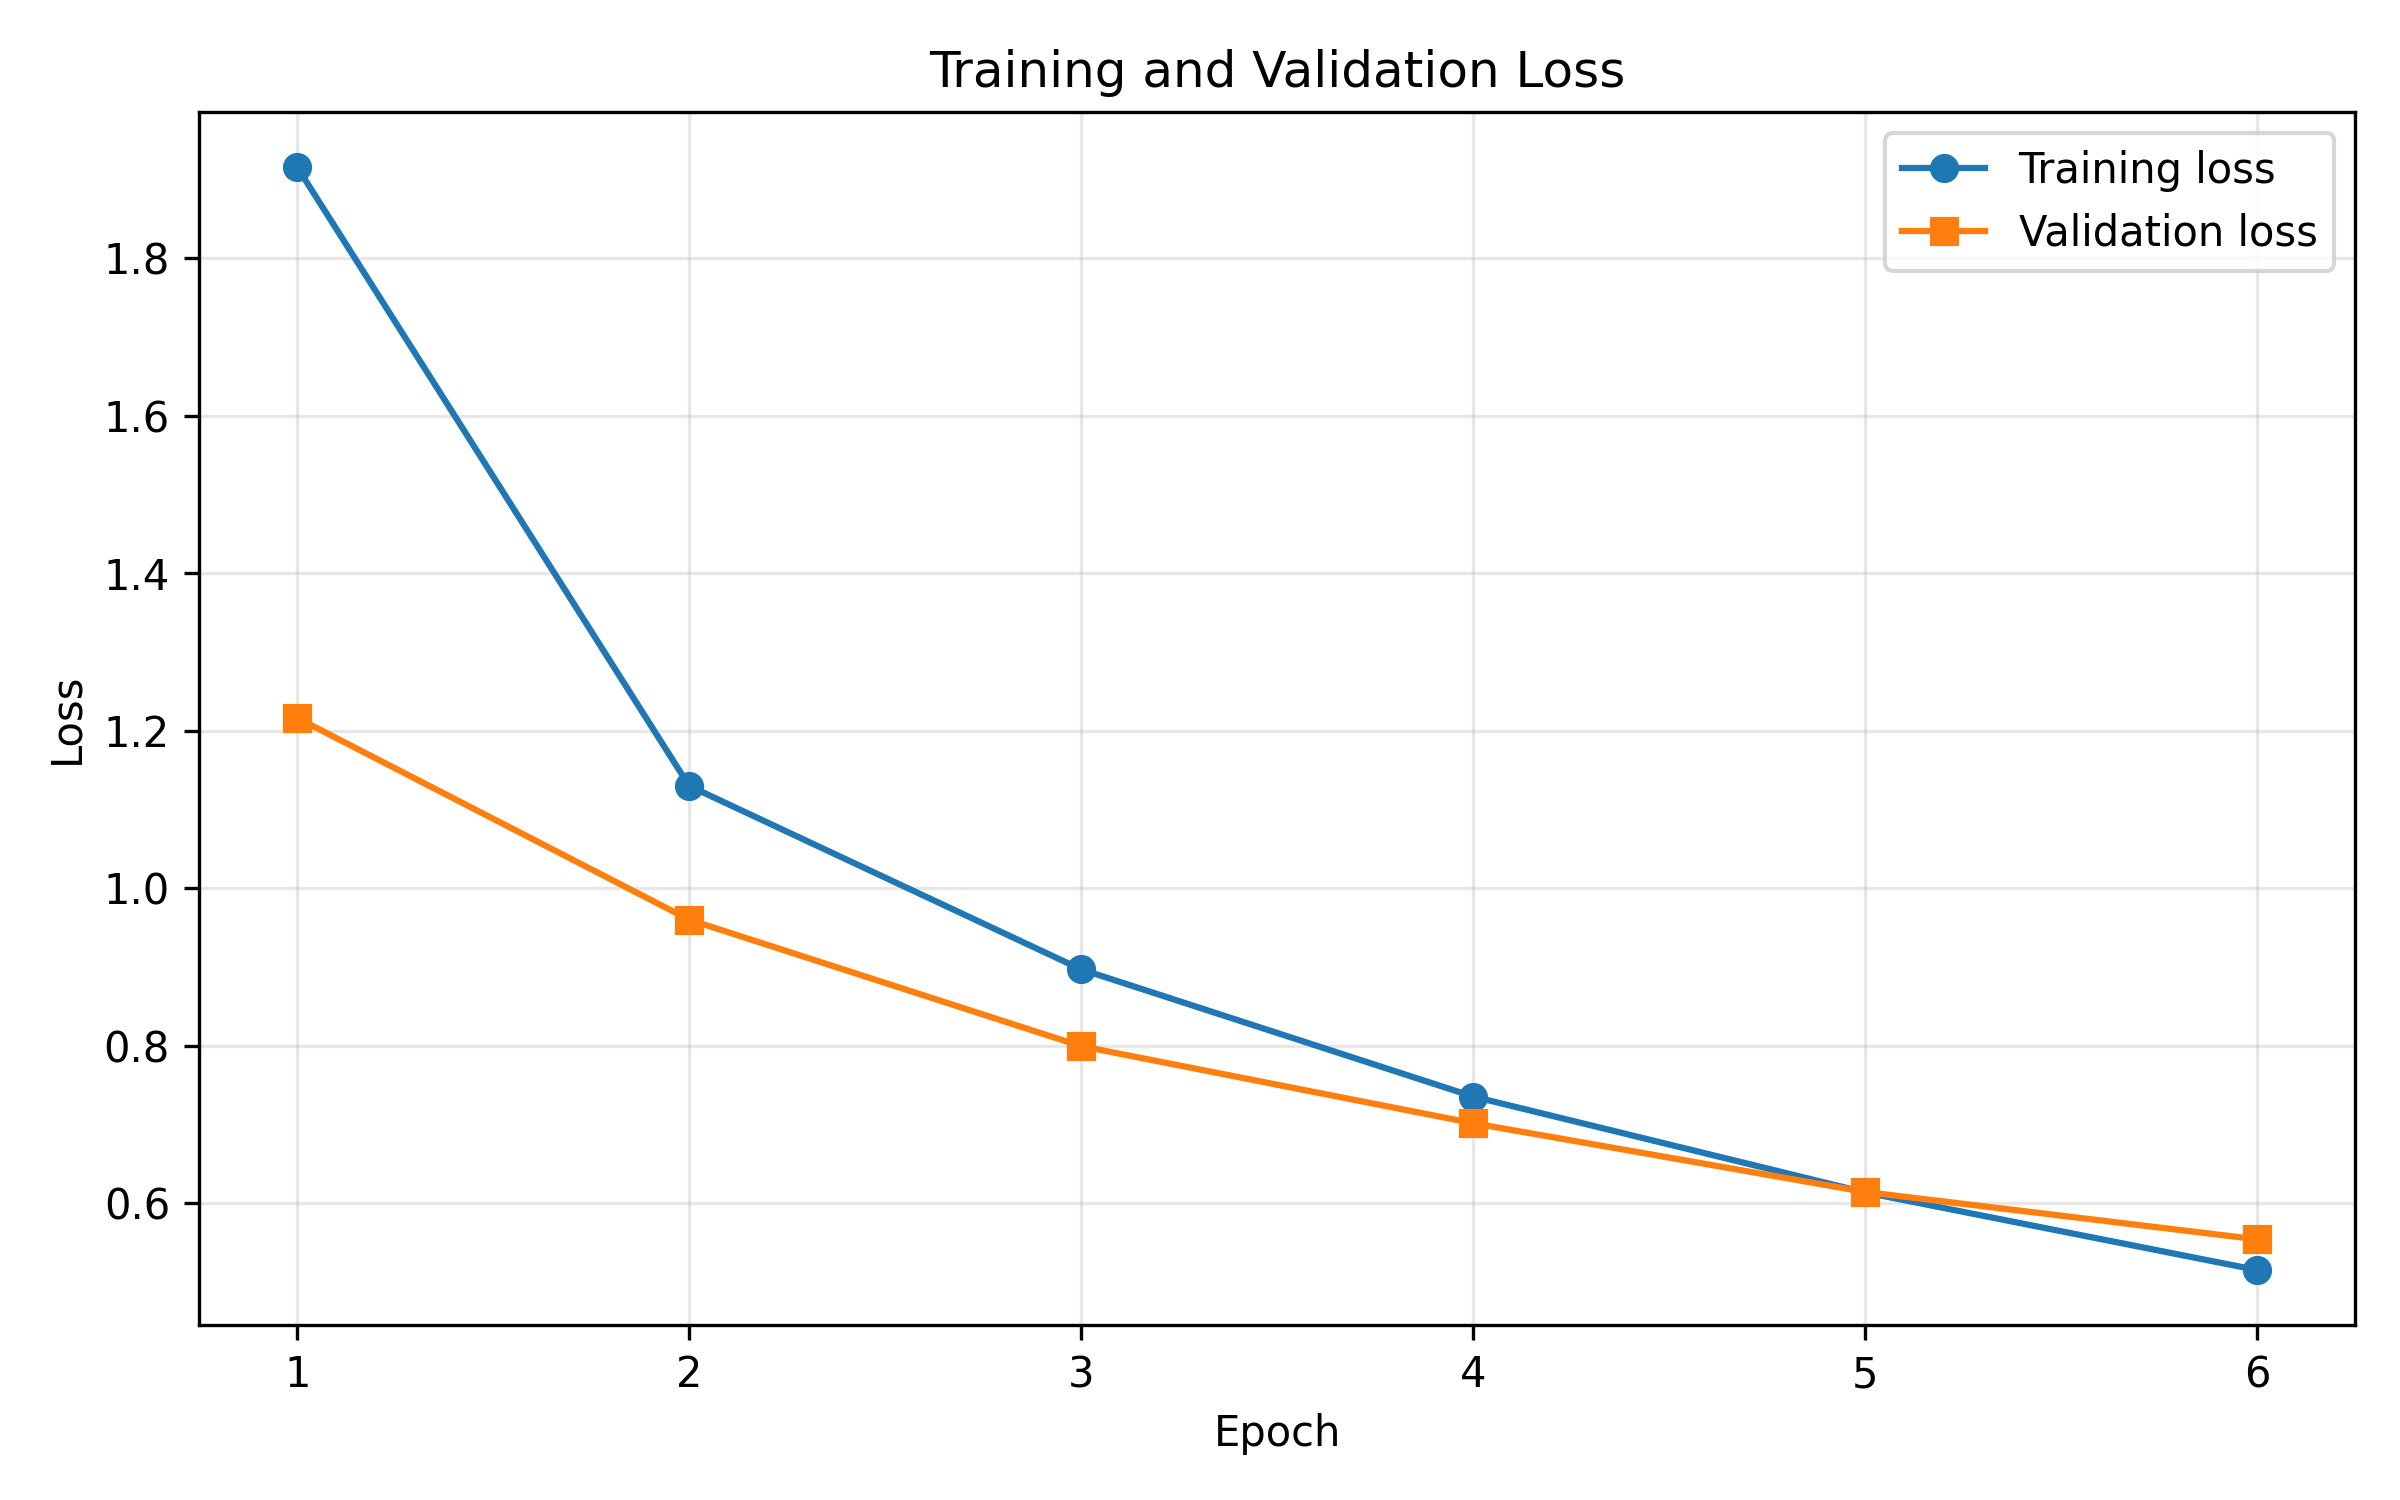 Training and Validation Loss
Training loss
Validation loss
1.8
1.6
1.4
1.2
1.0
0.8
0.6
Loss
1 2 3 4 5 6
Epoch